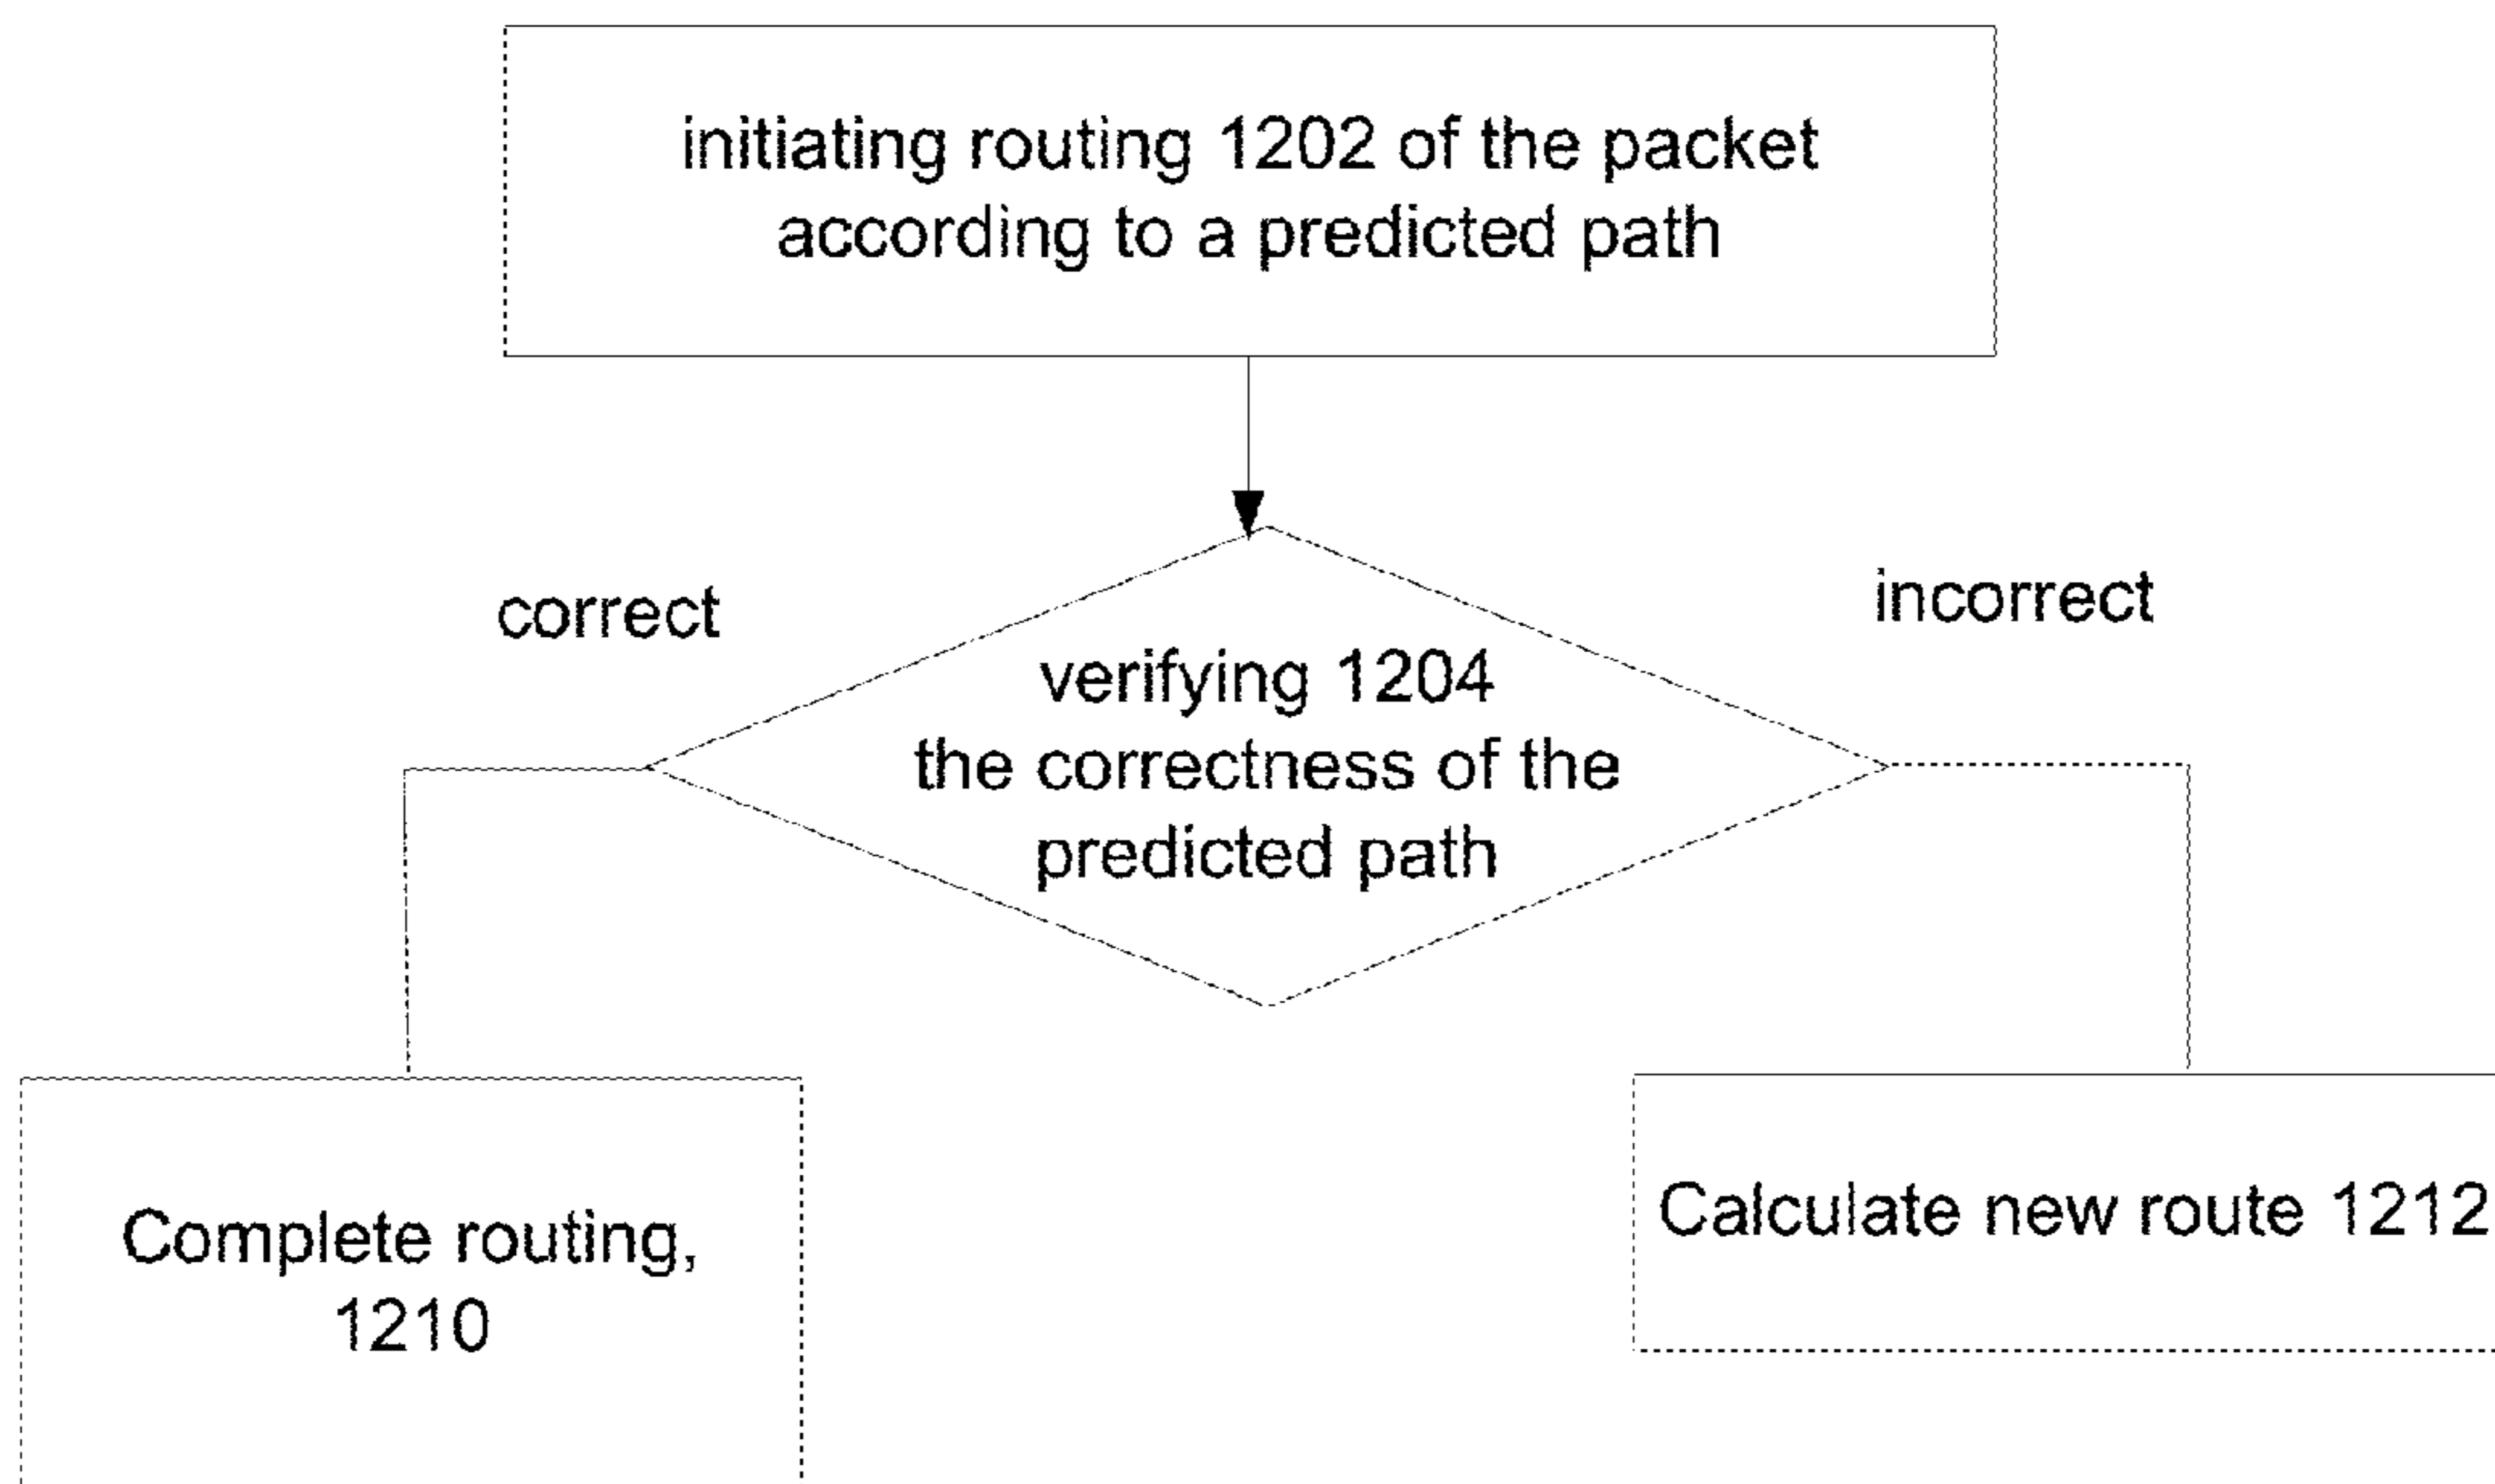 initiating routing 1202 of the packet
according to a predicted path
correct
incorrect
verifying 1204
the correctness of the
predicted path
Complete routing,
1210
Calculate new route 1212